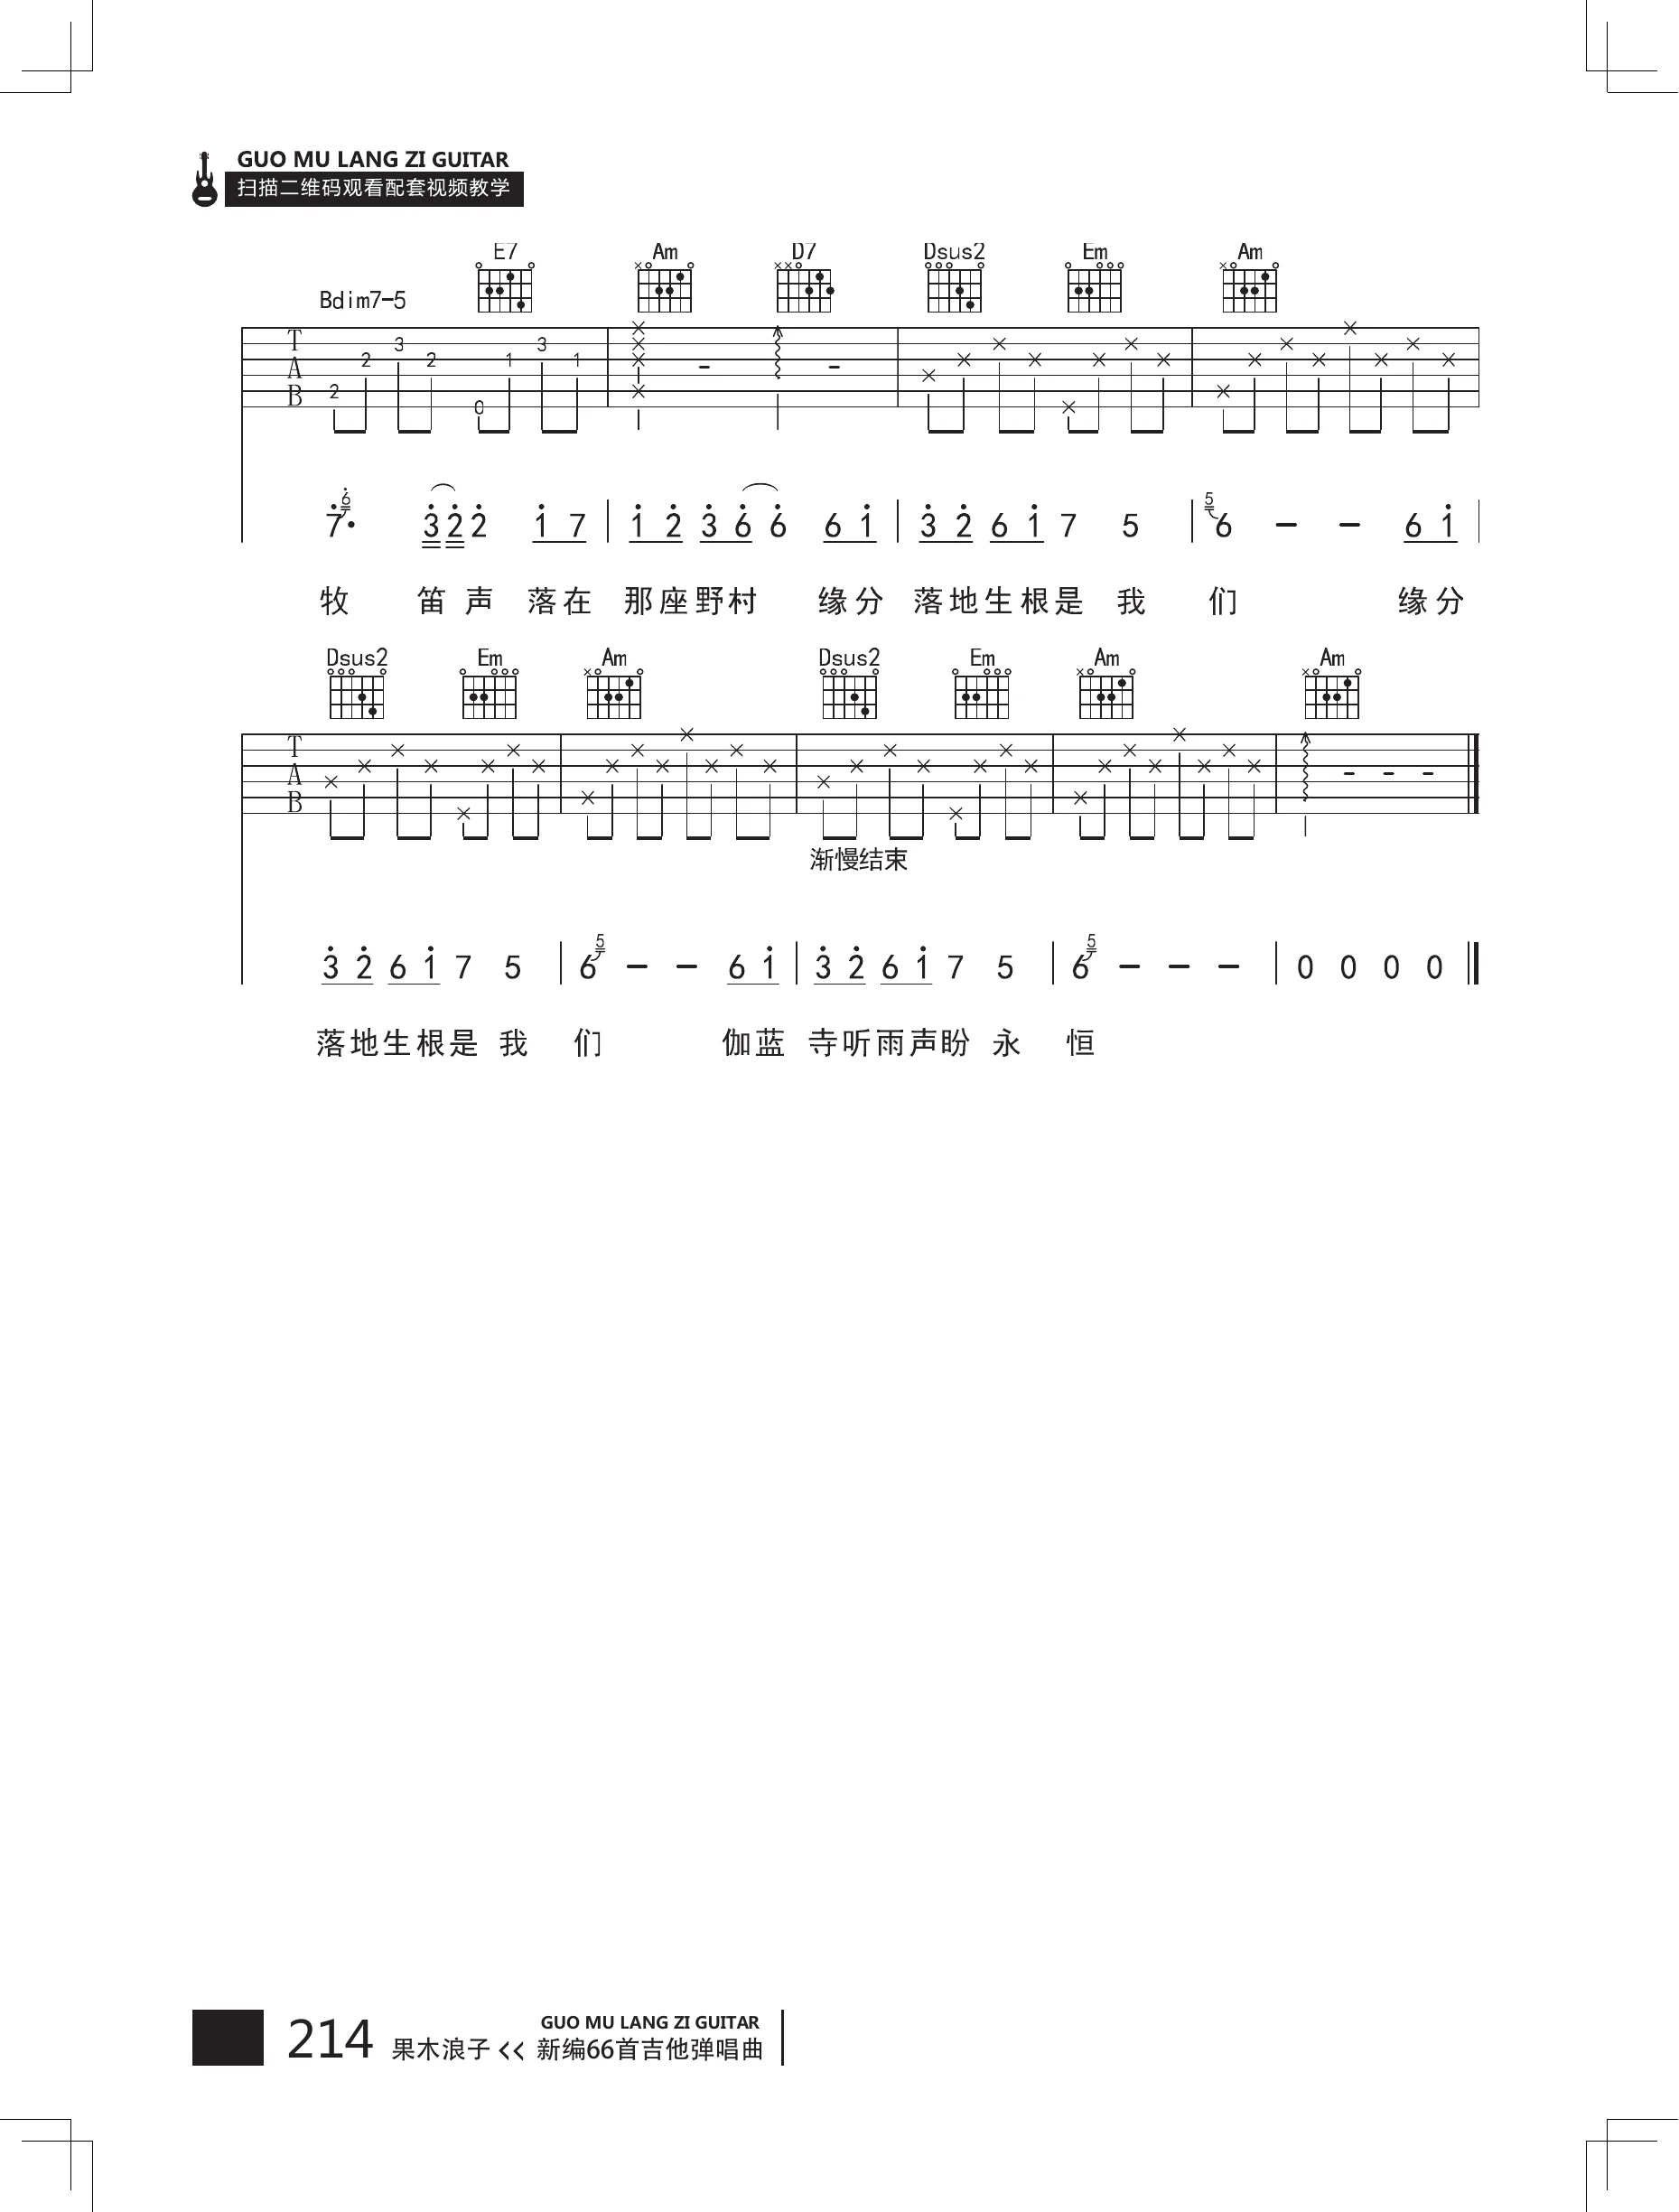 GUO MU LANG ZI GUITAR
扫描二维码观看配套视频教学
E7 Am D7 Dsus2 Em Am
Bdim7-5
T
A
B
2 2 3 2 0 1 3 1
7· 6 3 2 2 1 7 1 2 3 6 6 6 1 3 2 6 1 7 5 5 6 － － 6 1
牧 笛 声 落在 那座野村 缘分 落地生根是 我 们 缘分
Dsus2 Em Am Dsus2 Em Am Am
T
A
B
渐慢结束
3 2 6 1 7 5 6 5 － － 6 1 3 2 6 1 7 5 6 5 － － － 0 0 0 0
落地生根是 我 们 伽蓝 寺听雨声盼 永 恒
GUO MU LANG ZI GUITAR
214 果木浪子 << 新编66首吉他弹唱曲